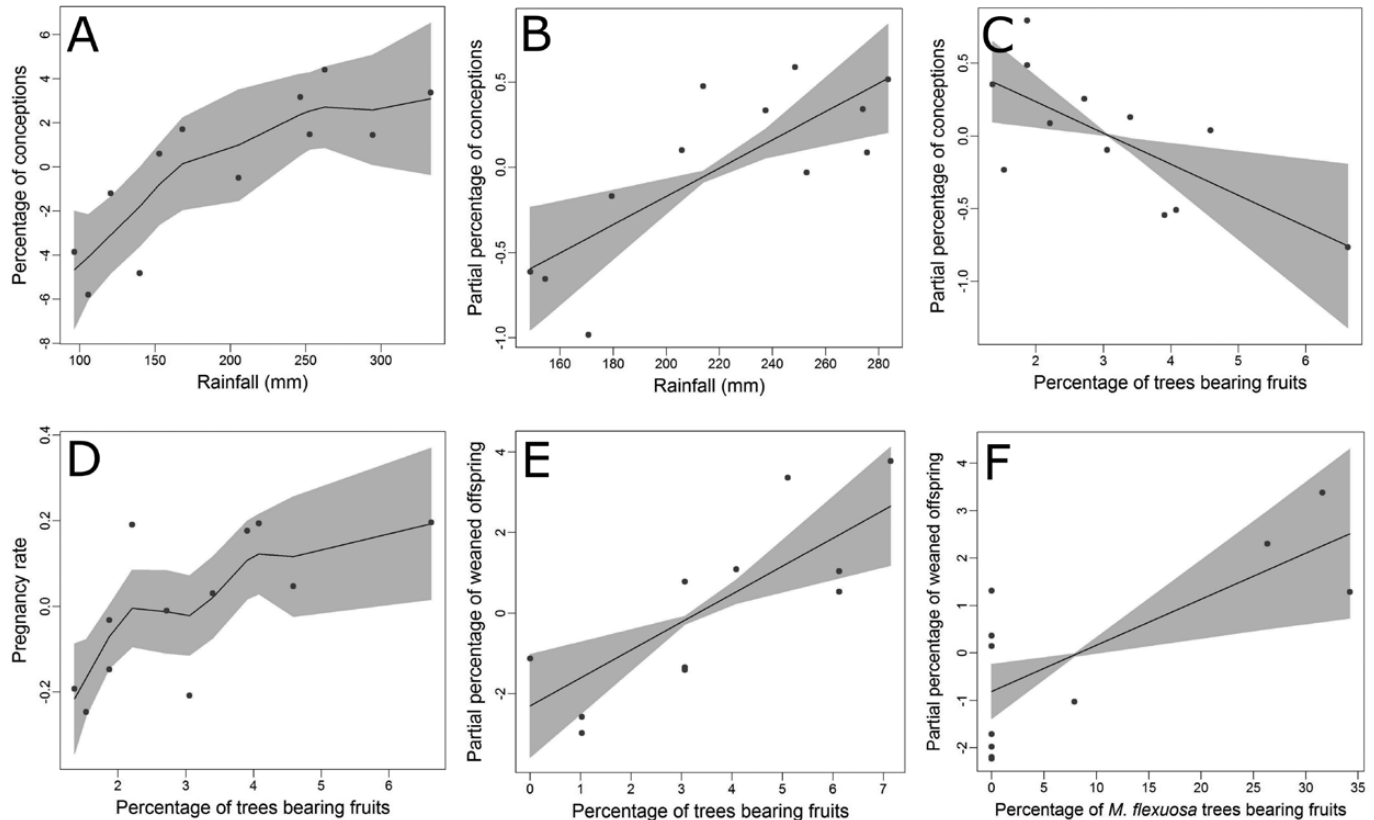 A
Percentage of conceptions
6
4
2
0
-2
-4
-6
-8
100 150 200 250 300
Rainfall (mm)
B
Partial percentage of conceptions
0.5
0.0
-0.5
-1.0
160 180 200 220 240 260 280
Rainfall (mm)
C
Partial percentage of conceptions
0.5
0.0
-0.5
-1.0
2 3 4 5 6
Percentage of trees bearing fruits
D
Pregnancy rate
0.4
0.2
0.0
-0.2
2 3 4 5 6
Percentage of trees bearing fruits
E
Partial percentage of weaned offspring
4
2
0
-2
0 1 2 3 4 5 6 7
Percentage of trees bearing fruits
F
Partial percentage of weaned offspring
4
3
2
1
0
-1
-2
0 5 10 15 20 25 30 35
Percentage of M. flexuosa trees bearing fruits